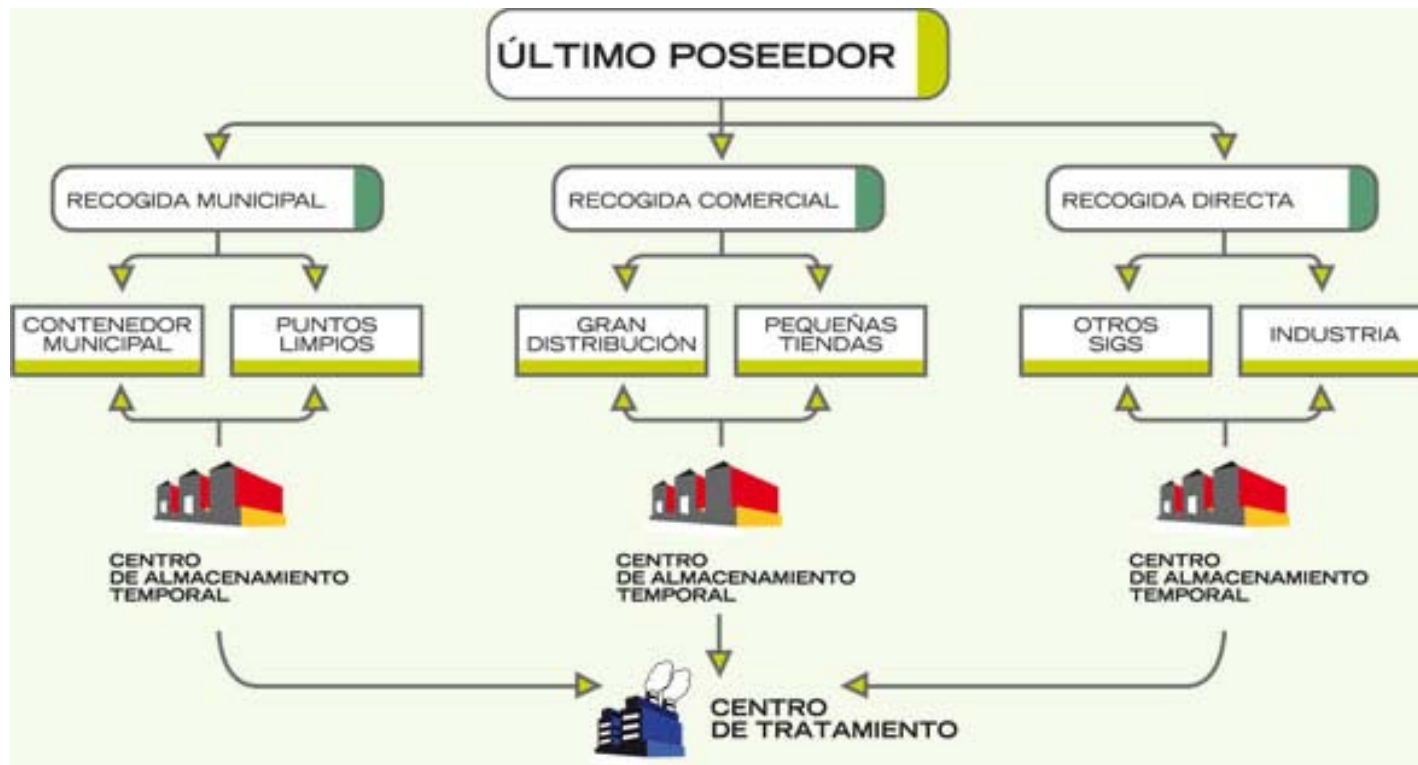 ÚLTIMO POSEEDOR
RECOGIDA MUNICIPAL
RECOGIDA COMERCIAL
RECOGIDA DIRECTA
CONTENEDOR
MUNICIPAL
PUNTOS
LIMPIOS
GRAN
DISTRIBUCIÓN
PEQUEÑAS
TIENDAS
OTROS
SIGS
INDUSTRIA
CENTRO
DE ALMACENAMIENTO
TEMPORAL
CENTRO
DE ALMACENAMIENTO
TEMPORAL
CENTRO
DE ALMACENAMIENTO
TEMPORAL
CENTRO
DE TRATAMIENTO